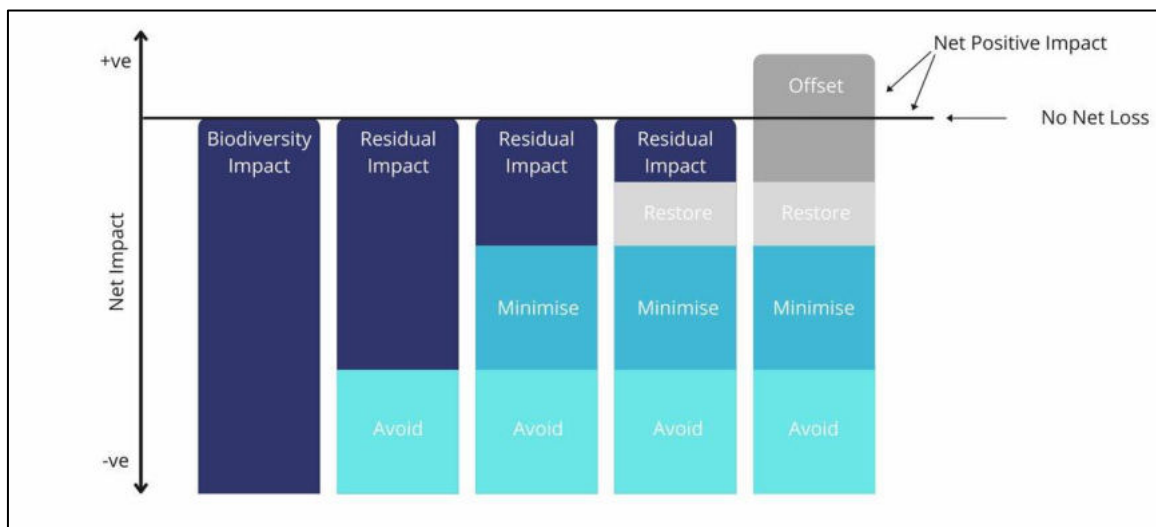 +ve
Net Positive Impact
Offset
No Net Loss
Biodiversity
Impact
Residual
Impact
Residual
Impact
Residual
Impact
Restore
Restore
Net Impact
Minimise
Minimise
Minimise
Avoid
Avoid
Avoid
Avoid
-ve